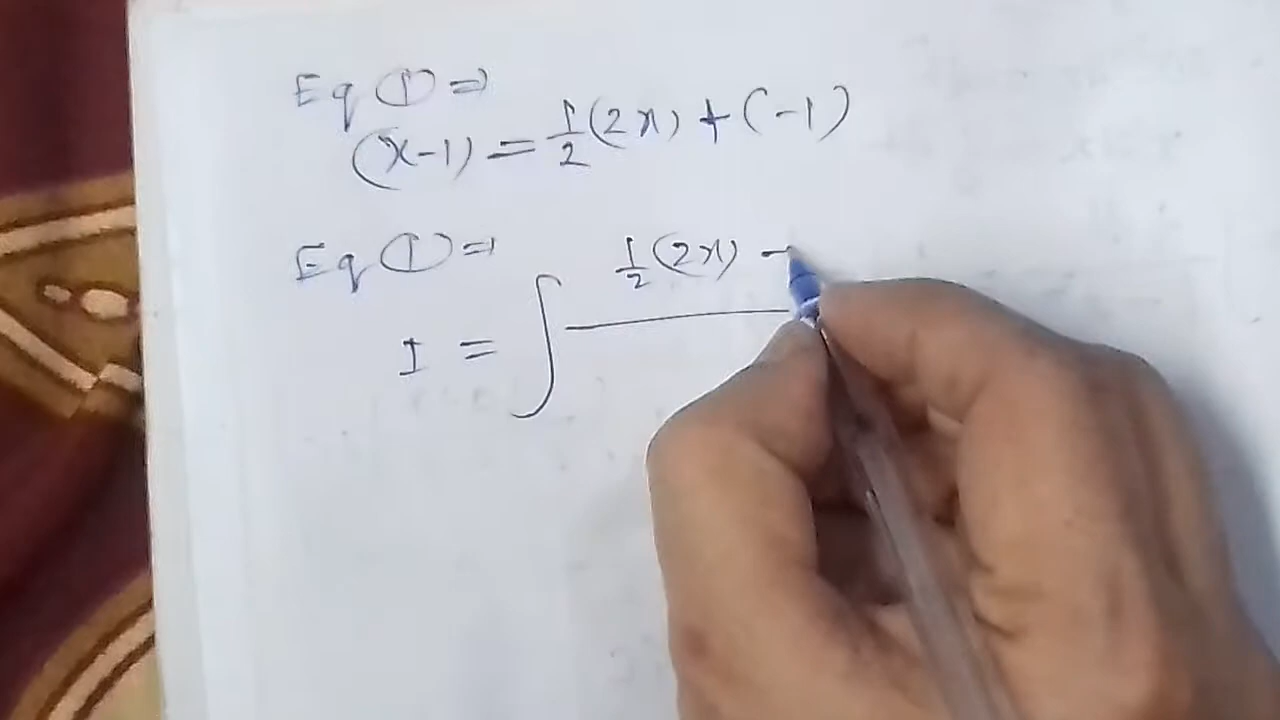 Eq ① ⇒
(x-1) = 1/2 (2x) + (-1)
Eq ① ⇒
I = ∫ 1/2 (2x) -